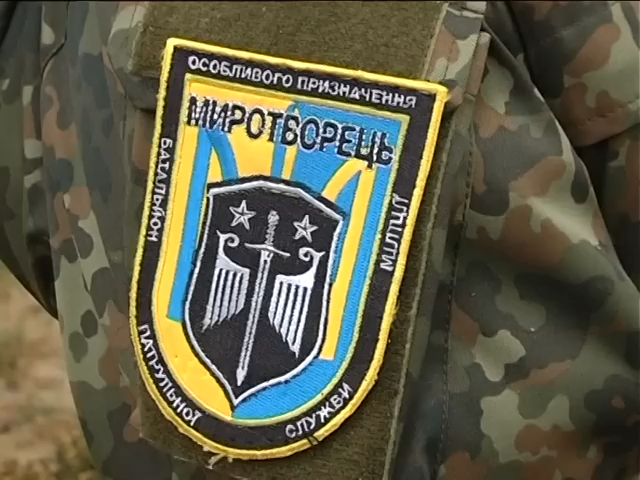 ОСОБЛИВОГО ПРИЗНАЧЕННЯ
МИРОТВОРЕЦЬ
БАТАЛЬЙОН
МІЛІЦІЇ
ПАТРУЛЬНОЇ
СЛУЖБИ